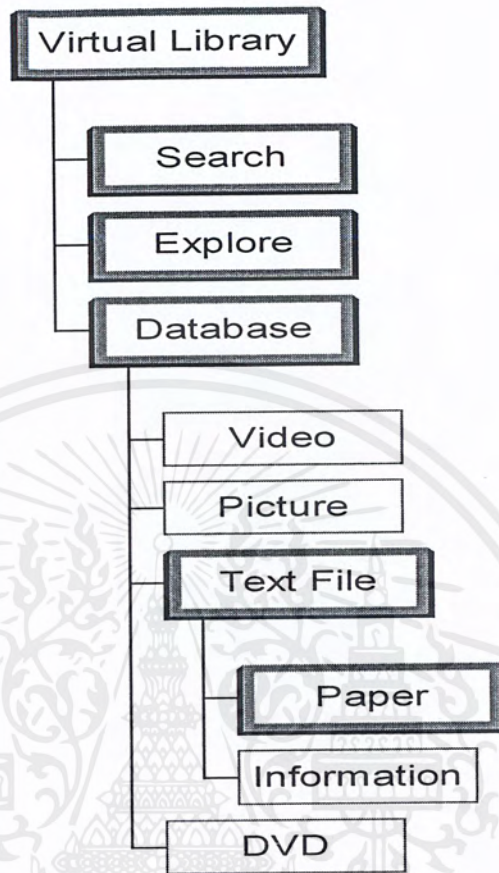 Virtual Library
Search
Explore
Database
Video
Picture
Text File
Paper
Information
DVD